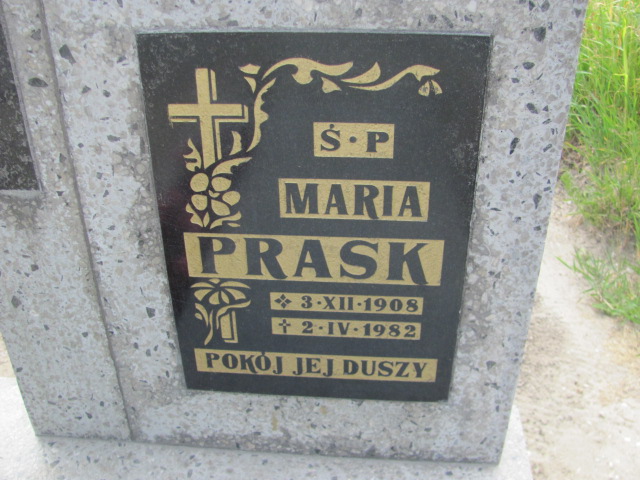 Ś·P
MARIA
PRASK
❖ 3·XII·1908
✝ 2·IV·1982
POKÓJ JEJ DUSZY